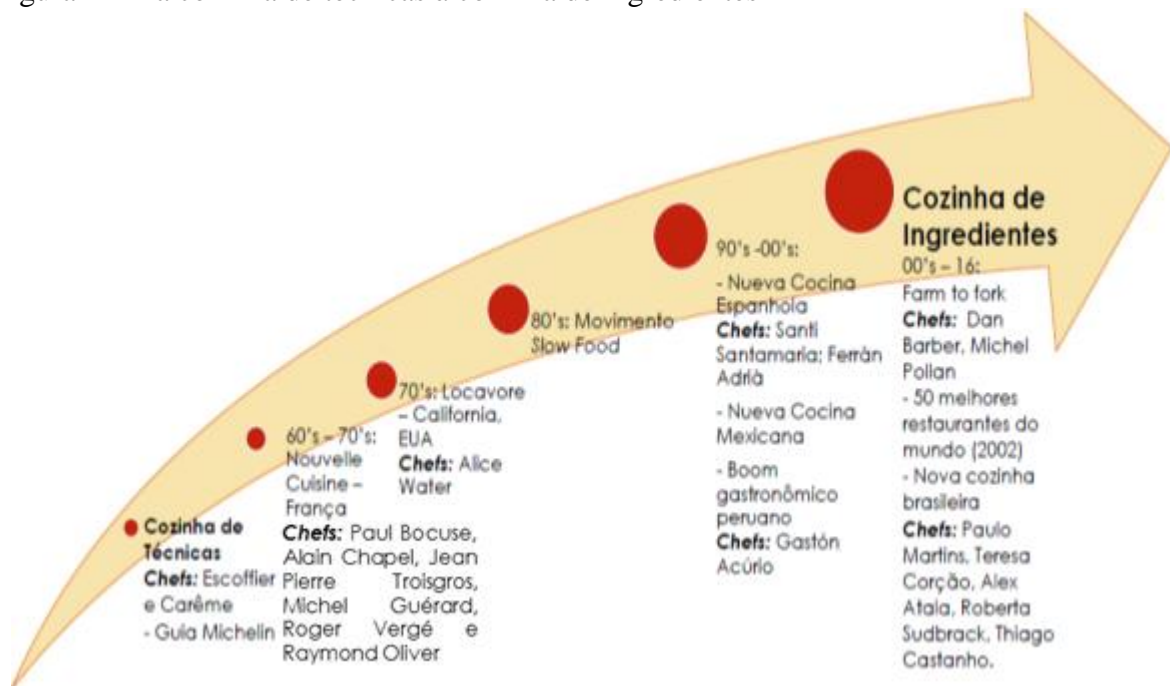 Cozinha de
Técnicas
Chefs: Escoffier
e Carême
- Guia Michelin
60's – 70's:
Nouvelle
Cuisine –
França
Chefs: Paul Bocuse,
Alain Chapel, Jean
Pierre Troisgros,
Michel Guérard,
Roger Vergé e
Raymond Oliver
70's: Locavore
– California,
EUA
Chefs: Alice
Water
80's: Movimento
Slow Food
90's -00's:
- Nueva Cocina
Espanhola
Chefs: Santi
Santamaria; Ferràn
Adrià
- Nueva Cocina
Mexicana
- Boom
gastronômico
peruano
Chefs: Gastón
Acúrio
Cozinha de
Ingredientes
00's – 16:
Farm to fork
Chefs: Dan
Barber, Michel
Pollan
- 50 melhores
restaurantes do
mundo (2002)
- Nova cozinha
brasileira
Chefs: Paulo
Martins, Teresa
Corção, Alex
Atala, Roberta
Sudbrack, Thiago
Castanho.